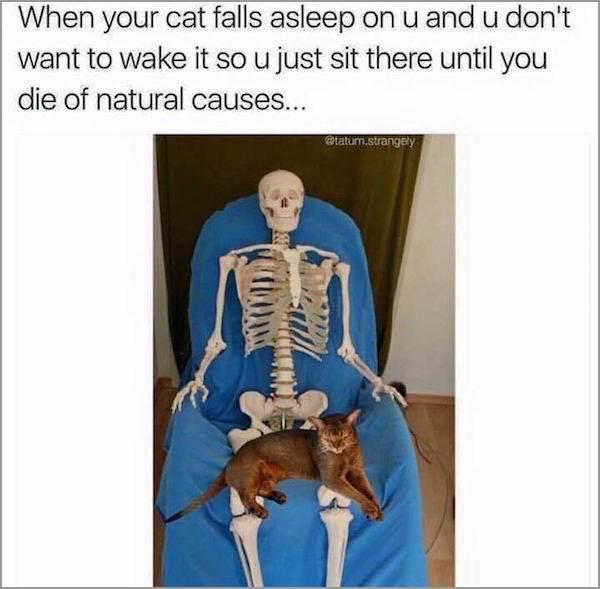 When your cat falls asleep on u and u don't
want to wake it so u just sit there until you
die of natural causes...
@tatum.strangely